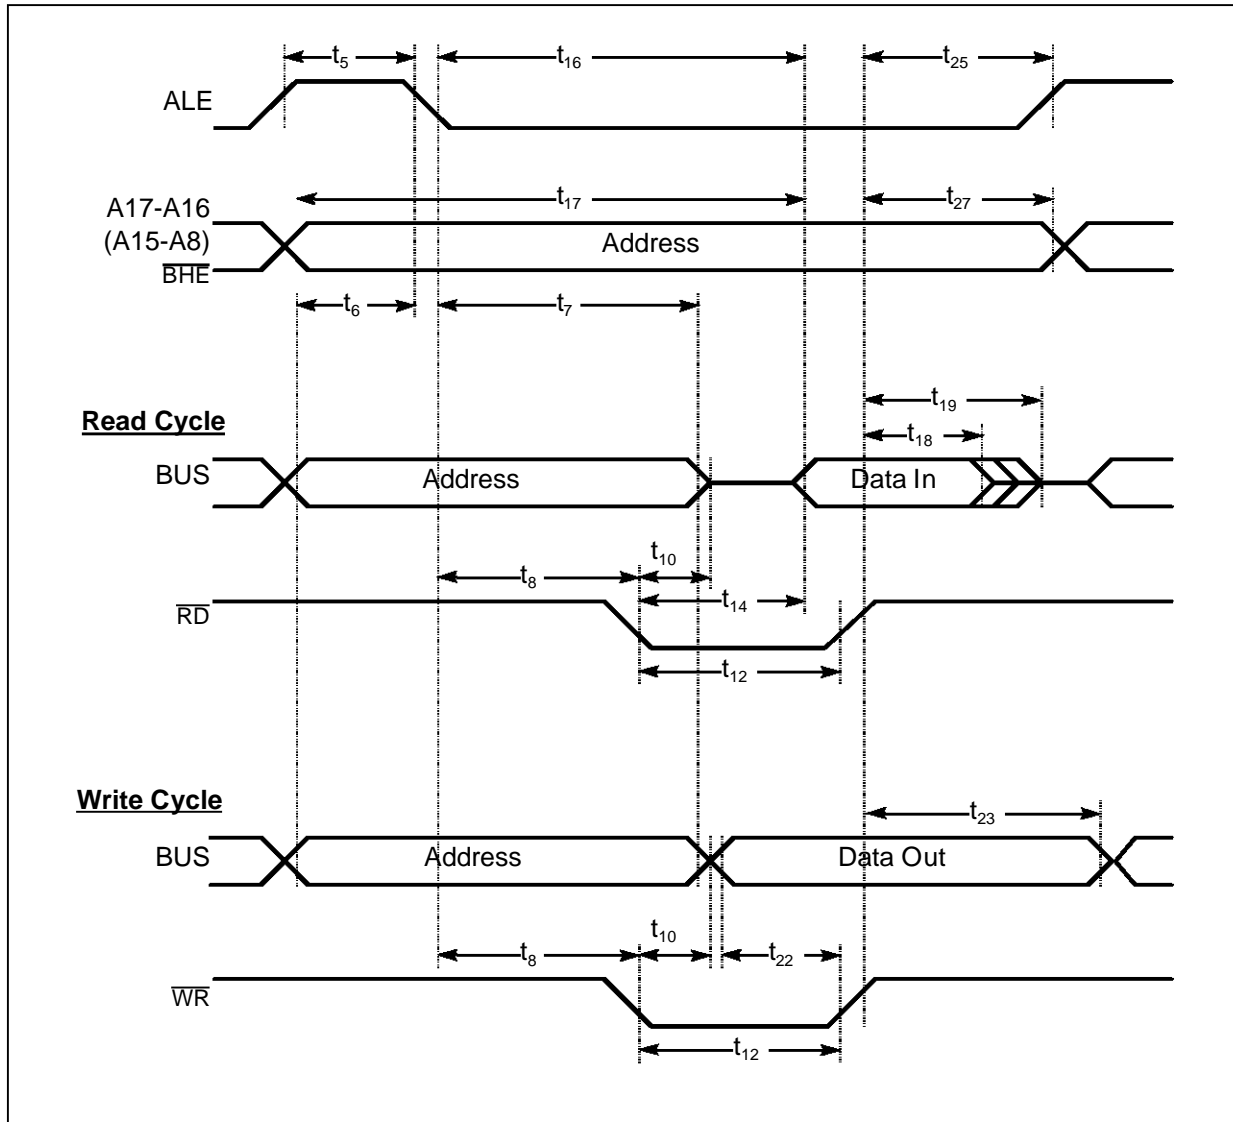 t5 t16 t25
ALE
t17 t27
A17-A16
(A15-A8) Address
BHE
t6 t7
t19
Read Cycle
t18
BUS Address Data In
t10
t8
t14
RD
t12
Write Cycle
t23
BUS Address Data Out
t10
t8 t22
WR
t12